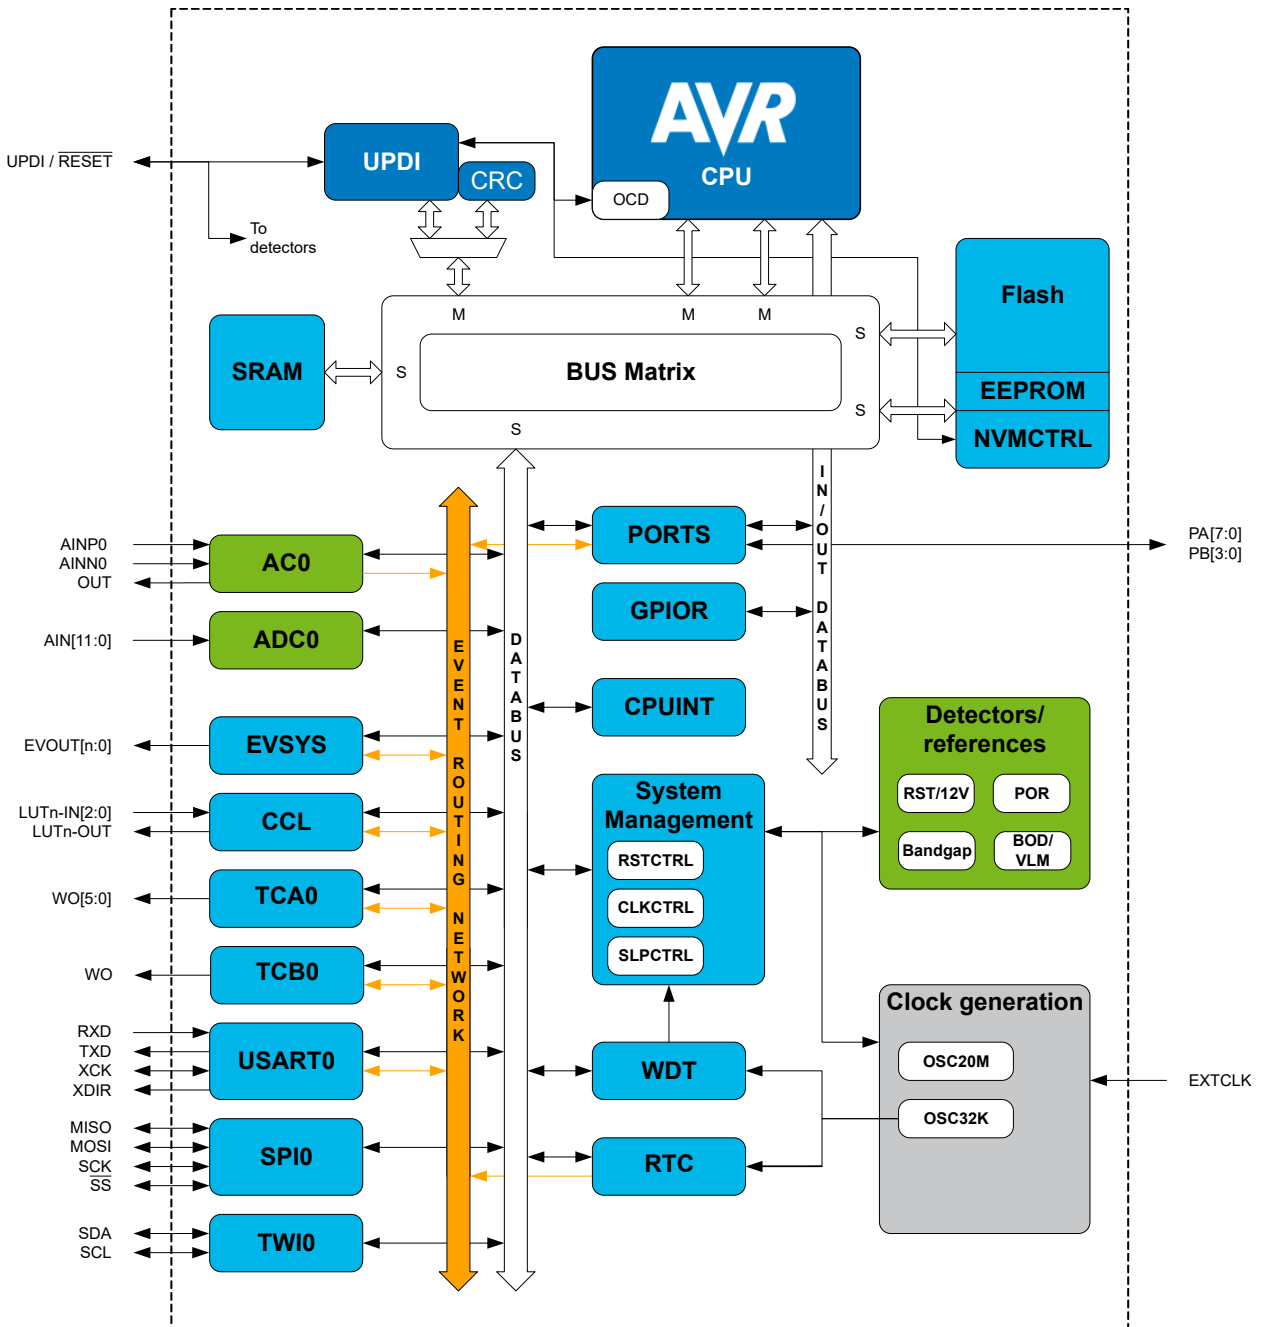 AVR
CPU
OCD
UPDI / RESET
UPDI
CRC
To
detectors
M
M
M
S
S
S
S
SRAM
BUS Matrix
Flash
EEPROM
NVMCTRL
EVENT ROUTING NETWORK
DATABUS
IN/OUT DATABUS
AINP0
AINN0
OUT
AC0
AIN[11:0]
ADC0
EVOUT[n:0]
EVSYS
LUTn-IN[2:0]
LUTn-OUT
CCL
WO[5:0]
TCA0
WO
TCB0
RXD
TXD
XCK
XDIR
USART0
MISO
MOSI
SCK
SS
SPI0
SDA
SCL
TWI0
PORTS
GPIOR
CPUINT
System
Management
RSTCTRL
CLKCTRL
SLPCTRL
WDT
RTC
PA[7:0]
PB[3:0]
Detectors/
references
RST/12V
POR
Bandgap
BOD/
VLM
Clock generation
OSC20M
OSC32K
EXTCLK